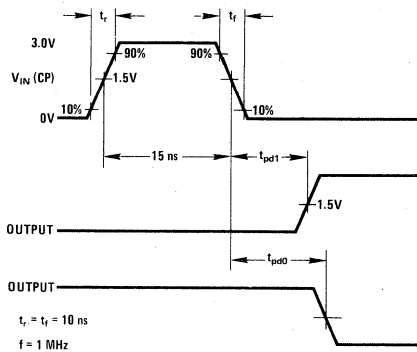 tr
tf
3.0V
90%
90%
VIN (CP)
1.5V
10%
10%
0V
15 ns
tpd1
1.5V
OUTPUT
tpd0
OUTPUT
tr = tf = 10 ns
f = 1 MHz